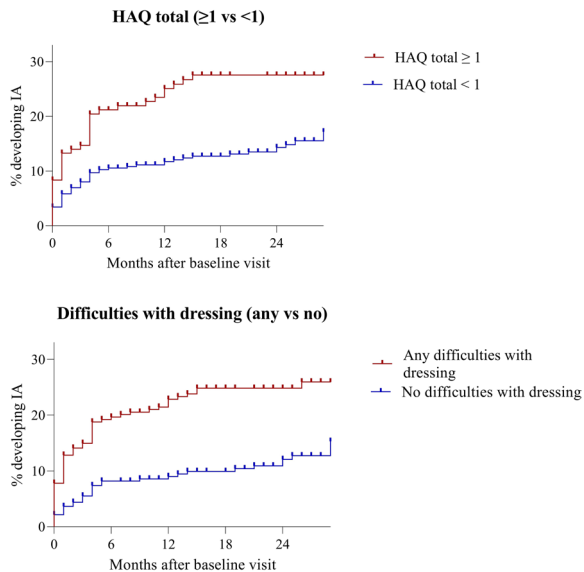 HAQ total (≥1 vs <1)
% developing IA
30
20
10
0
0 6 12 18 24
Months after baseline visit
HAQ total ≥ 1
HAQ total < 1
Difficulties with dressing (any vs no)
% developing IA
30
20
10
0
0 6 12 18 24
Months after baseline visit
Any difficulties with
dressing
No difficulties with dressing